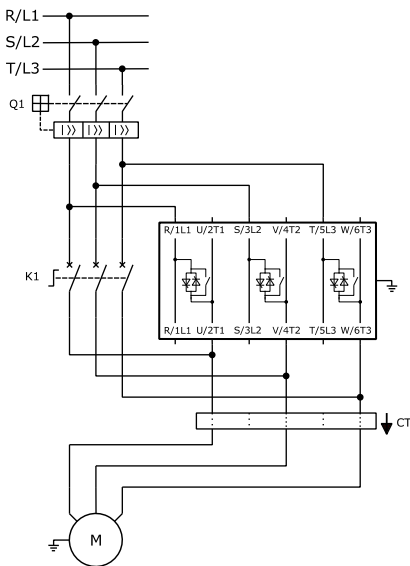 R/L1
S/L2
T/L3
Q1
I>> I>> I>>
R/1L1 U/2T1 S/3L2 V/4T2 T/5L3 W/6T3
K1
R/1L1 U/2T1 S/3L2 V/4T2 T/5L3 W/6T3
CT
M